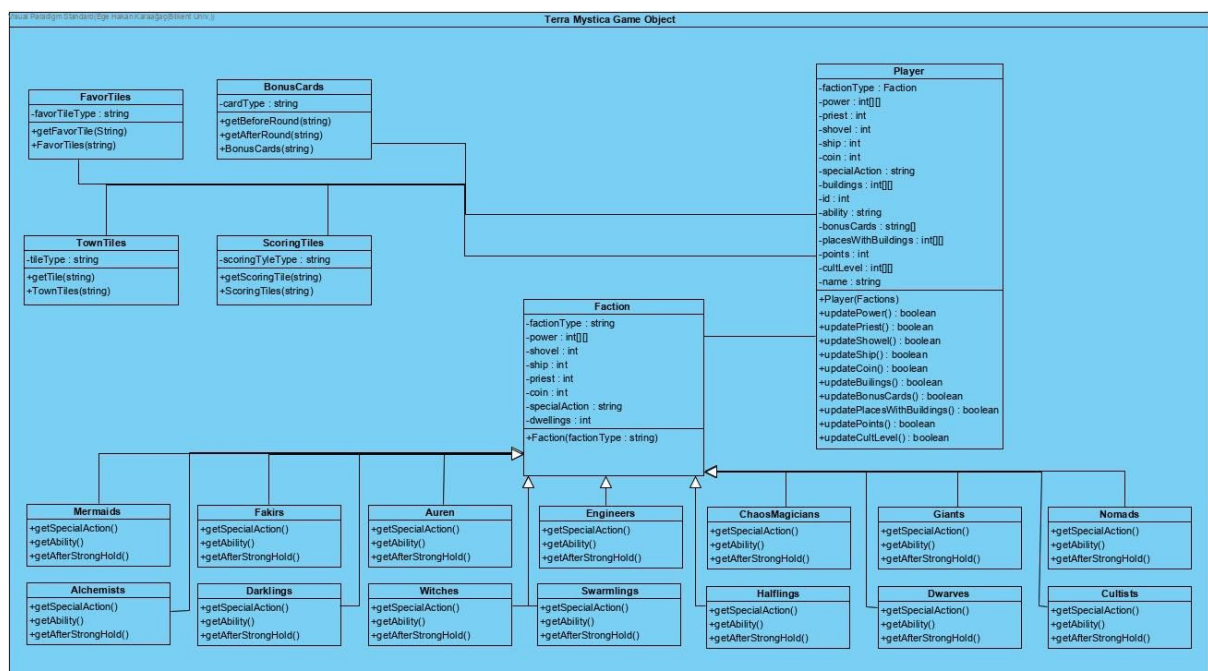 Visual Paradigm Standard(Ege Hakan Karaağaç(Bilkent Univ.))
Terra Mystica Game Object
FavorTiles
-favorTileType : string
+getFavorTile(String)
+FavorTiles(string)
BonusCards
-cardType : string
+getBeforeRound(string)
+getAfterRound(string)
+BonusCards(string)
Player
-factionType : Faction
-power : int[][]
-priest : int
-shovel : int
-ship : int
-coin : int
-specialAction : string
-buildings : int[][]
-id : int
-ability : string
-bonusCards : string[]
-placesWithBuildings : int[][]
-points : int
-cultLevel : int[][]
-name : string
+Player(Factions)
+updatePower() : boolean
+updatePriest() : boolean
+updateShowel() : boolean
+updateShip() : boolean
+updateCoin() : boolean
+updateBuilings() : boolean
+updateBonusCards() : boolean
+updatePlacesWithBuildings() : boolean
+updatePoints() : boolean
+updateCultLevel() : boolean
TownTiles
-tileType : string
+getTile(string)
+TownTiles(string)
ScoringTiles
-scoringTyleType : string
+getScoringTile(string)
+ScoringTiles(string)
Faction
-factionType : string
-power : int[][]
-shovel : int
-ship : int
-priest : int
-coin : int
-specialAction : string
-dwellings : int
+Faction(factionType : string)
Mermaids
+getSpecialAction()
+getAbility()
+getAfterStrongHold()
Fakirs
+getSpecialAction()
+getAbility()
+getAfterStrongHold()
Auren
+getSpecialAction()
+getAbility()
+getAfterStrongHold()
Engineers
+getSpecialAction()
+getAbility()
+getAfterStrongHold()
ChaosMagicians
+getSpecialAction()
+getAbility()
+getAfterStrongHold()
Giants
+getSpecialAction()
+getAbility()
+getAfterStrongHold()
Nomads
+getSpecialAction()
+getAbility()
+getAfterStrongHold()
Alchemists
+getSpecialAction()
+getAbility()
+getAfterStrongHold()
Darklings
+getSpecialAction()
+getAbility()
+getAfterStrongHold()
Witches
+getSpecialAction()
+getAbility()
+getAfterStrongHold()
Swarmlings
+getSpecialAction()
+getAbility()
+getAfterStrongHold()
Halflings
+getSpecialAction()
+getAbility()
+getAfterStrongHold()
Dwarves
+getSpecialAction()
+getAbility()
+getAfterStrongHold()
Cultists
+getSpecialAction()
+getAbility()
+getAfterStrongHold()